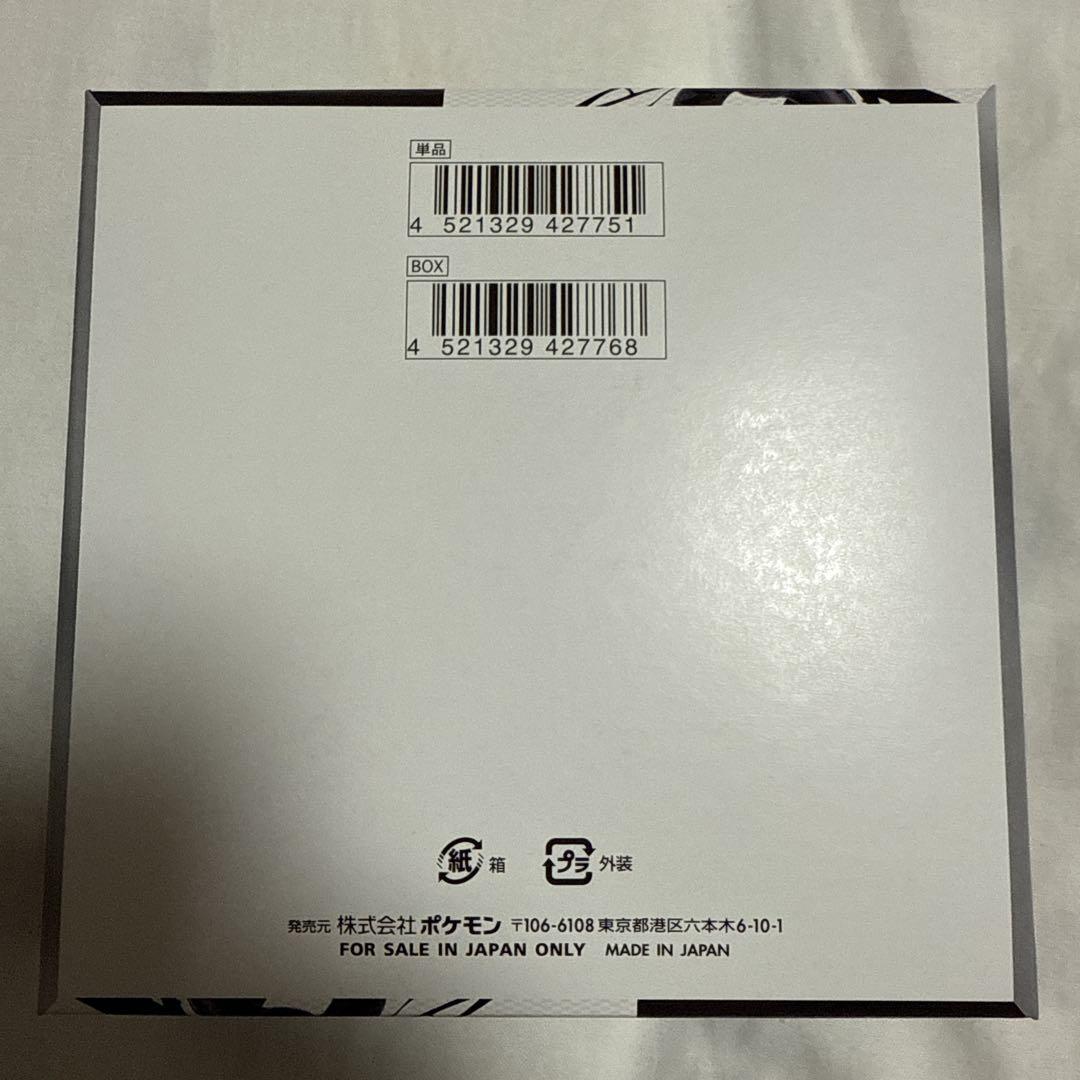 単品
4 521329 427751
BOX
4 521329 427768
紙 箱 プラ 外装
発売元 株式会社ポケモン 〒106-6108 東京都港区六本木6-10-1
FOR SALE IN JAPAN ONLY MADE IN JAPAN